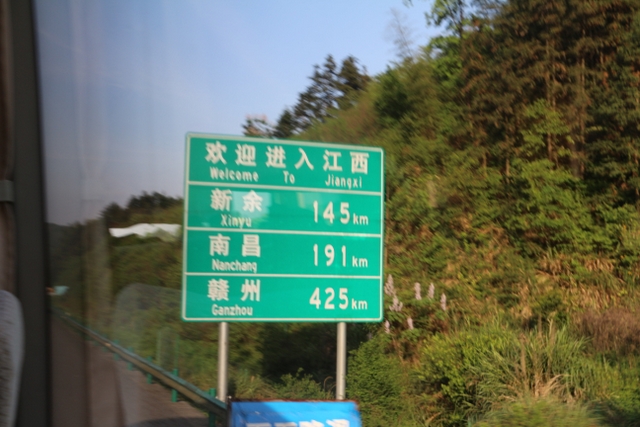 欢迎进入江西
Welcome To Jiangxi
新余 145km
Xinyu
南昌 191km
Nanchang
赣州 425km
Ganzhou